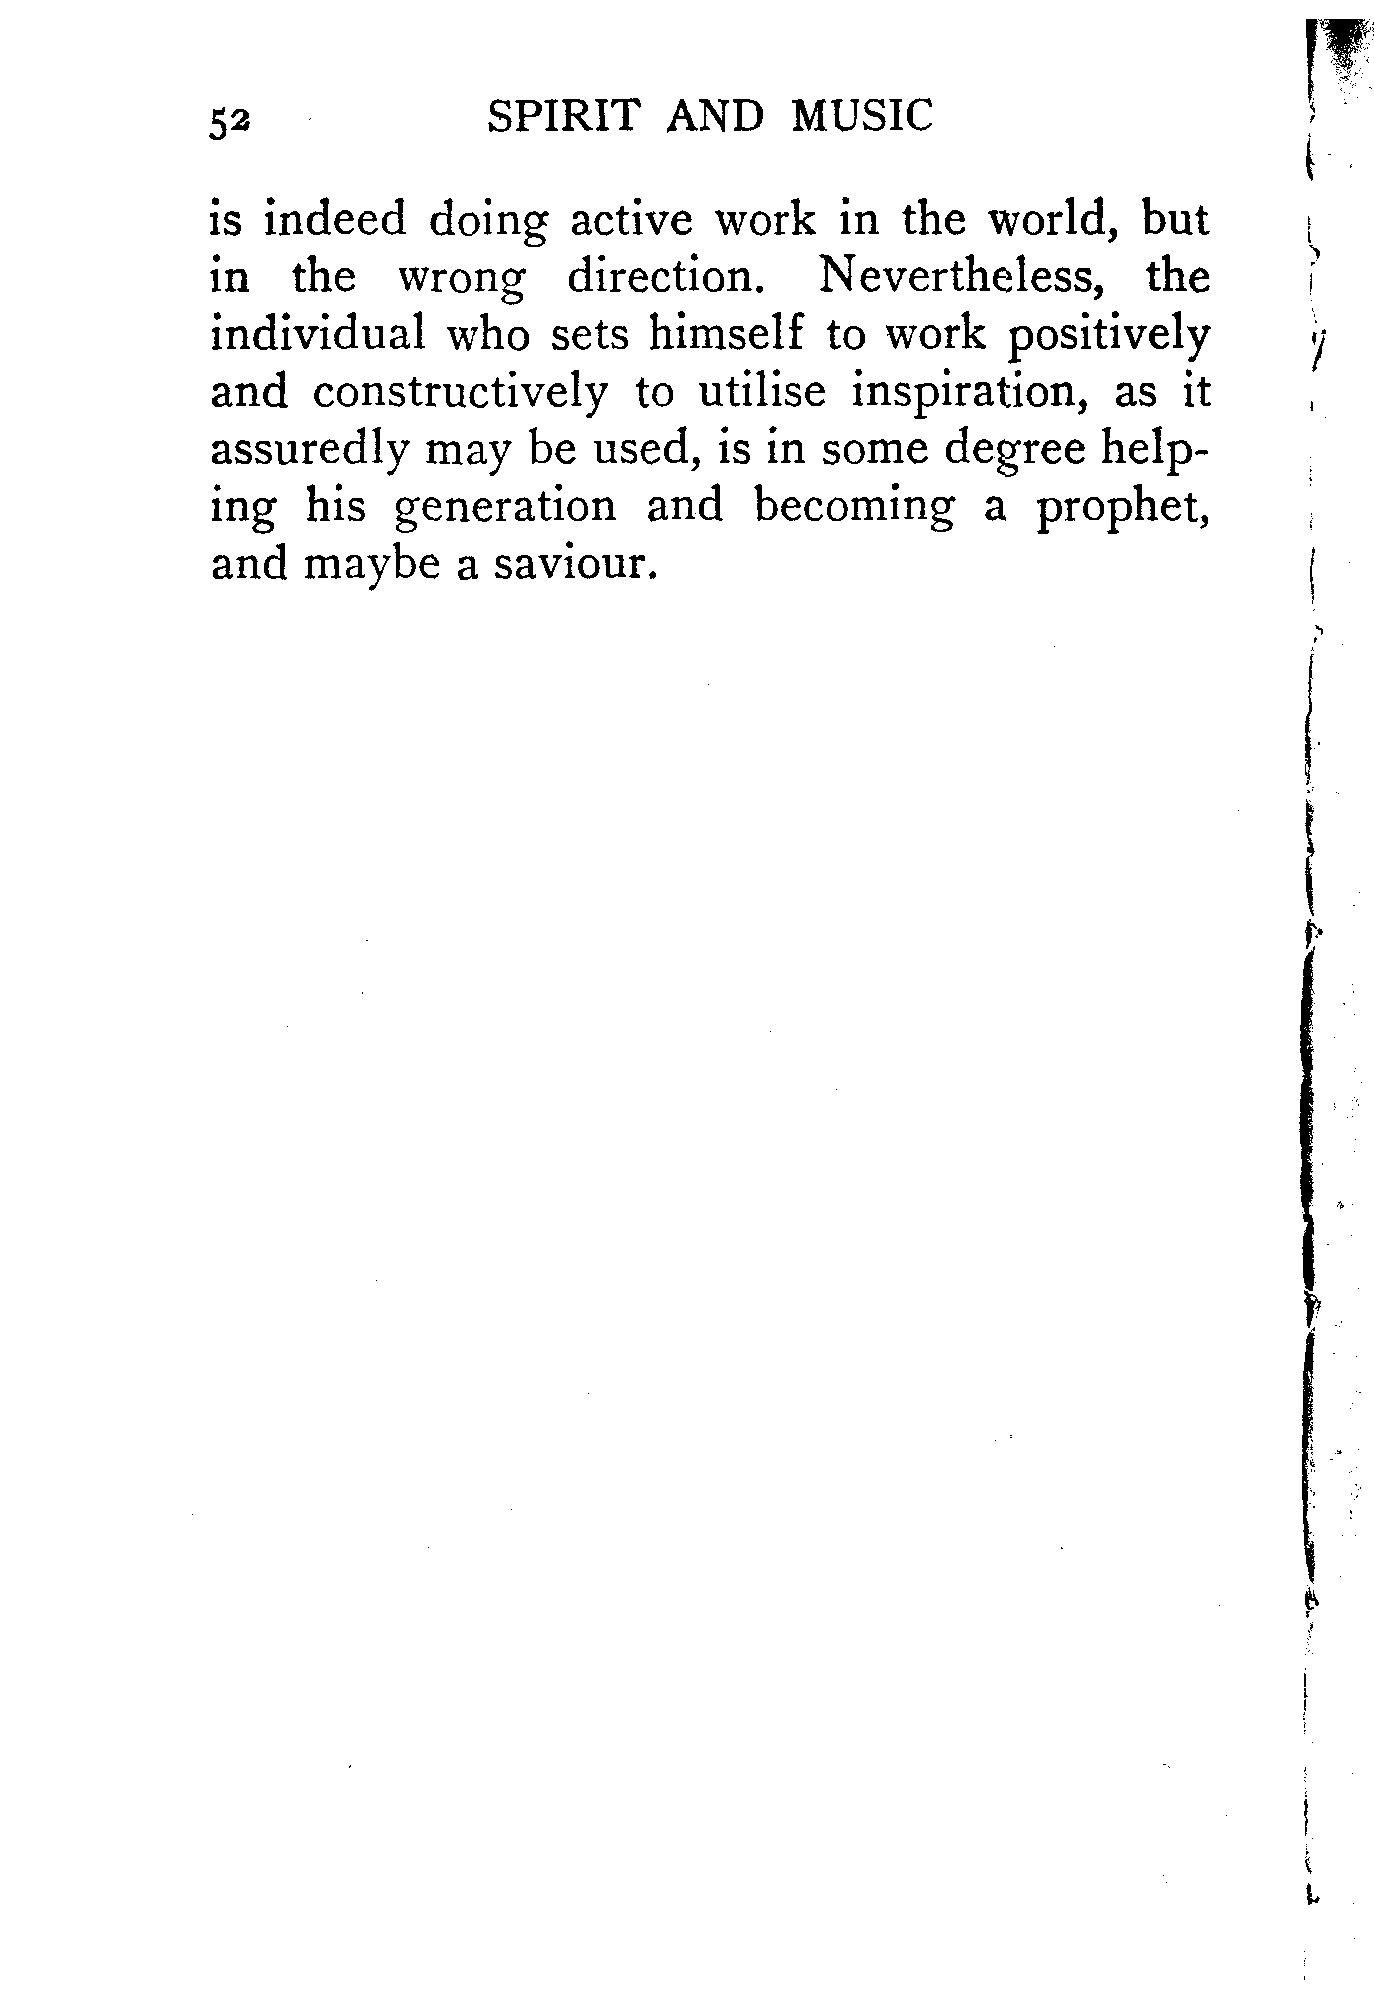 52 SPIRIT AND MUSIC
is indeed doing active work in the world, but
in the wrong direction. Nevertheless, the
individual who sets himself to work positively
and constructively to utilise inspiration, as it
assuredly may be used, is in some degree help-
ing his generation and becoming a prophet,
and maybe a saviour.